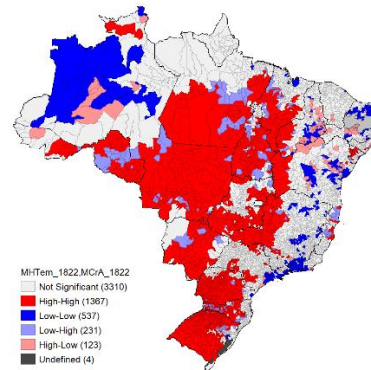 MHTem_1822,MCrA_1822
Not Significant (3310)
High-High (1367)
Low-Low (537)
Low-High (231)
High-Low (123)
Undefined (4)